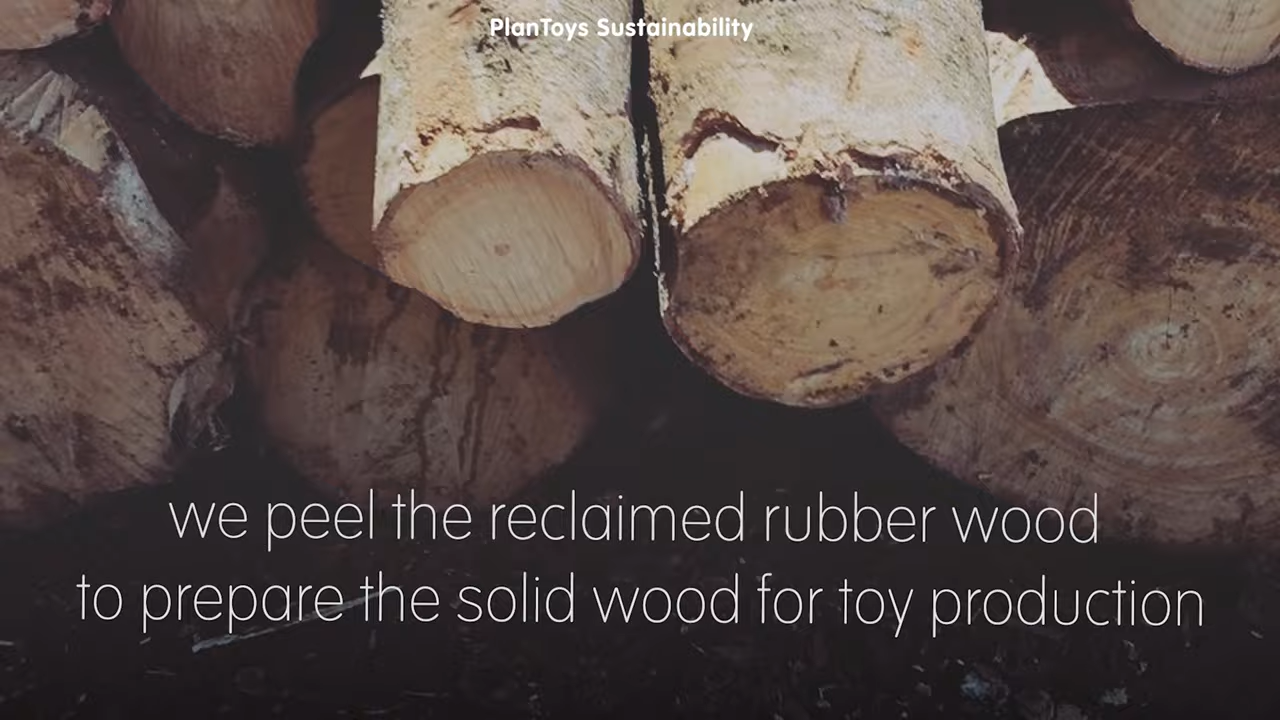 PlanToys Sustainability
we peel the reclaimed rubber wood
to prepare the solid wood for toy production